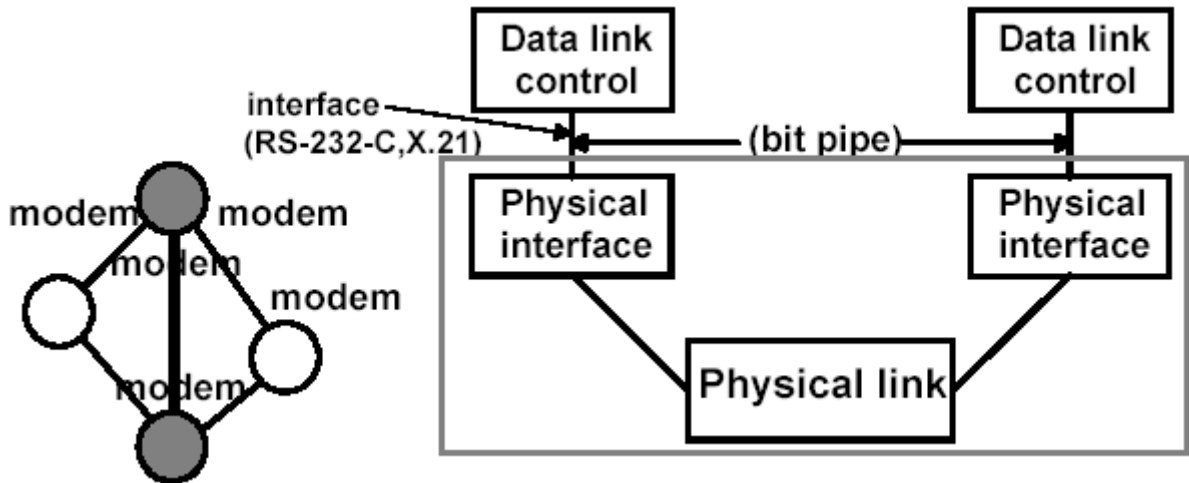 Data link
control
Data link
control
interface
(RS-232-C,X.21)
(bit pipe)
modem
modem
modem
modem
modem
Physical
interface
Physical
interface
Physical link